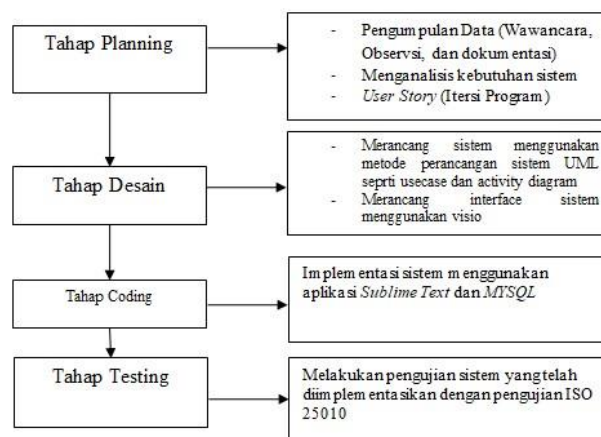 Tahap Planning
- Pengumpulan Data (Wawancara,
Observsi, dan dokumentasi)
- Menganalisis kebutuhan sistem
- User Story (Itersi Program)
Tahap Desain
- Merancang sistem menggunakan
metode perancangan sistem UML
seprti usecase dan activity diagram
- Merancang interface sistem
menggunakan visio
Tahap Coding
Implementasi sistem menggunakan
aplikasi Sublime Text dan MYSQL
Tahap Testing
Melakukan pengujian sistem yang telah
diimplementasikan dengan pengujian ISO
25010